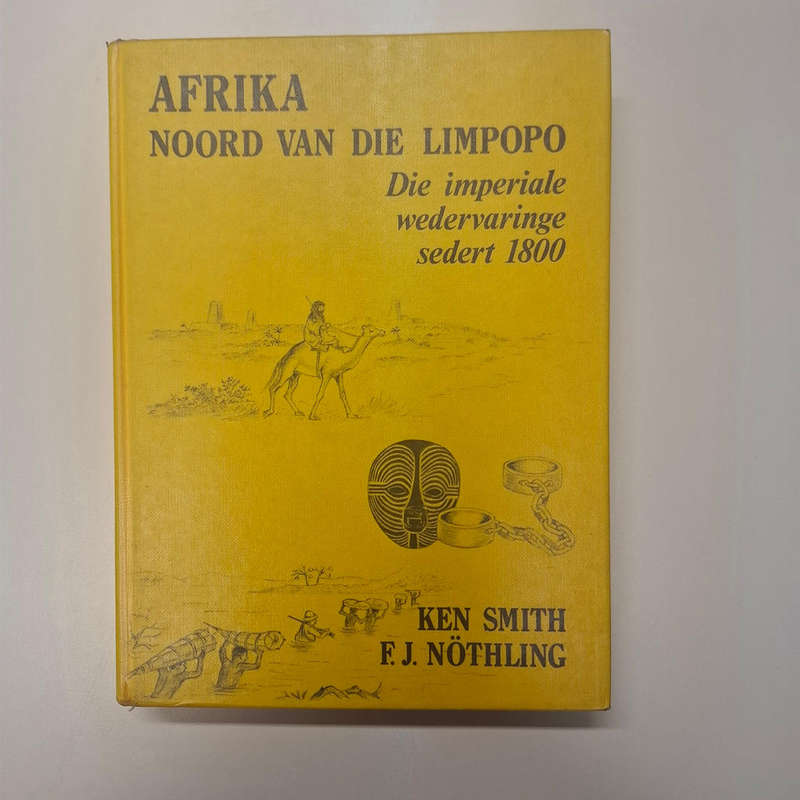 AFRIKA
NOORD VAN DIE LIMPOPO
Die imperiale
wedervaringe
sedert 1800
KEN SMITH
F. J. NÖTHLING